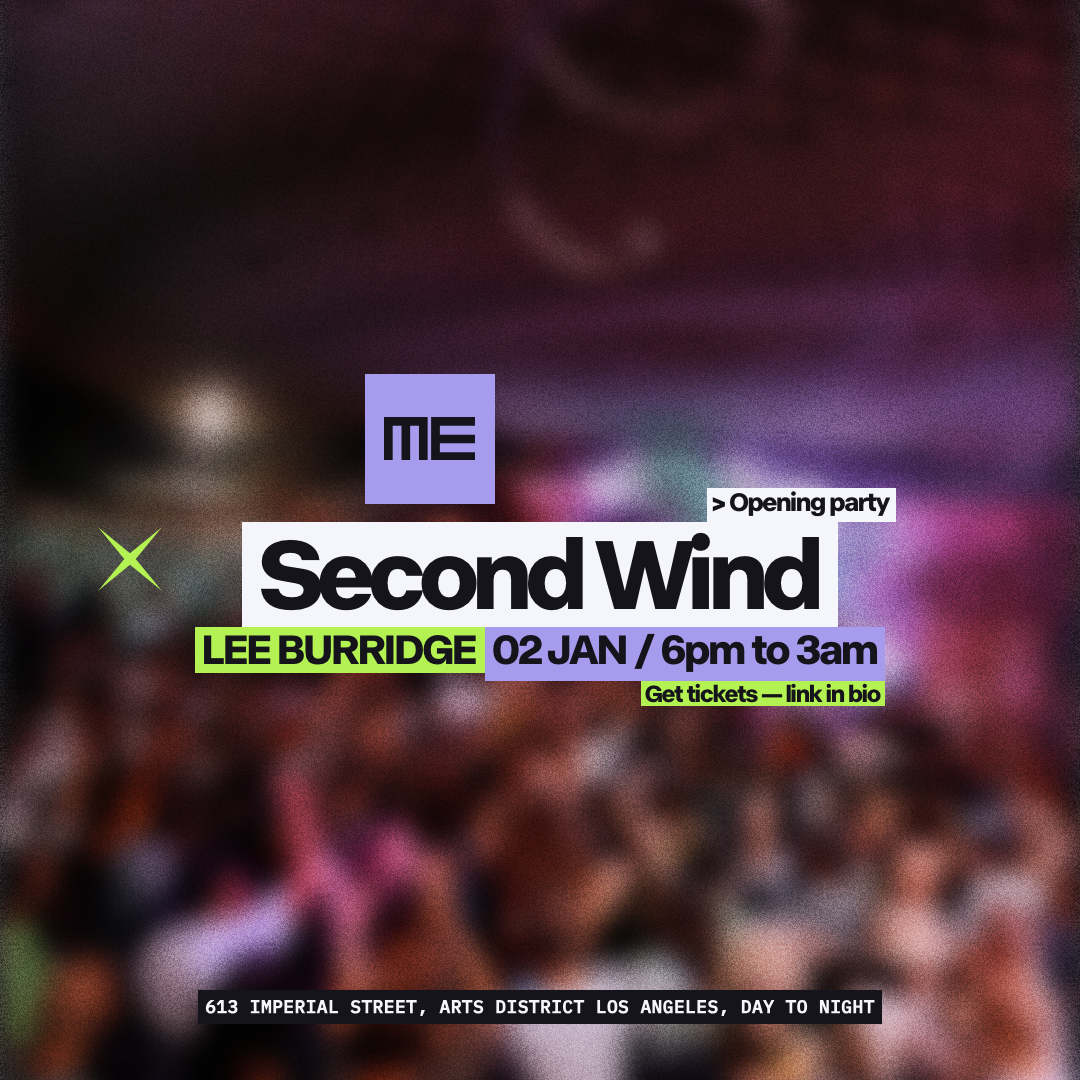 ME
> Opening party
Second Wind
LEE BURRIDGE
02 JAN / 6pm to 3am
Get tickets — link in bio
613 IMPERIAL STREET, ARTS DISTRICT LOS ANGELES, DAY TO NIGHT